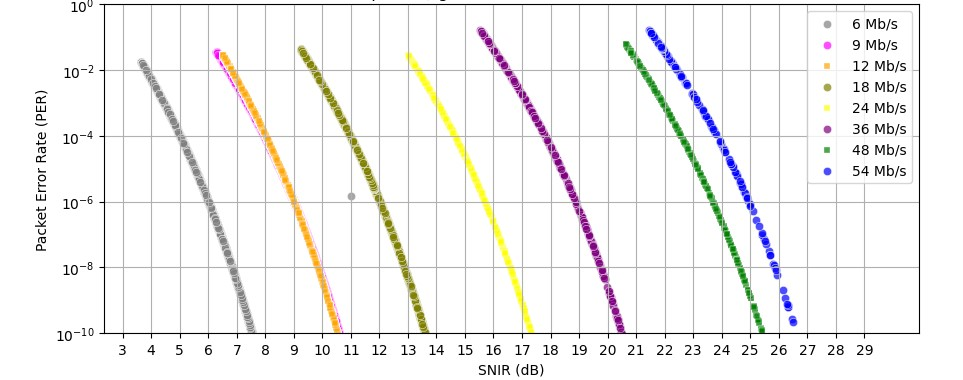 10^0
10^-2
10^-4
10^-6
10^-8
10^-10
Packet Error Rate (PER)
6 Mb/s
9 Mb/s
12 Mb/s
18 Mb/s
24 Mb/s
36 Mb/s
48 Mb/s
54 Mb/s
3 4 5 6 7 8 9 10 11 12 13 14 15 16 17 18 19 20 21 22 23 24 25 26 27 28 29
SNIR (dB)